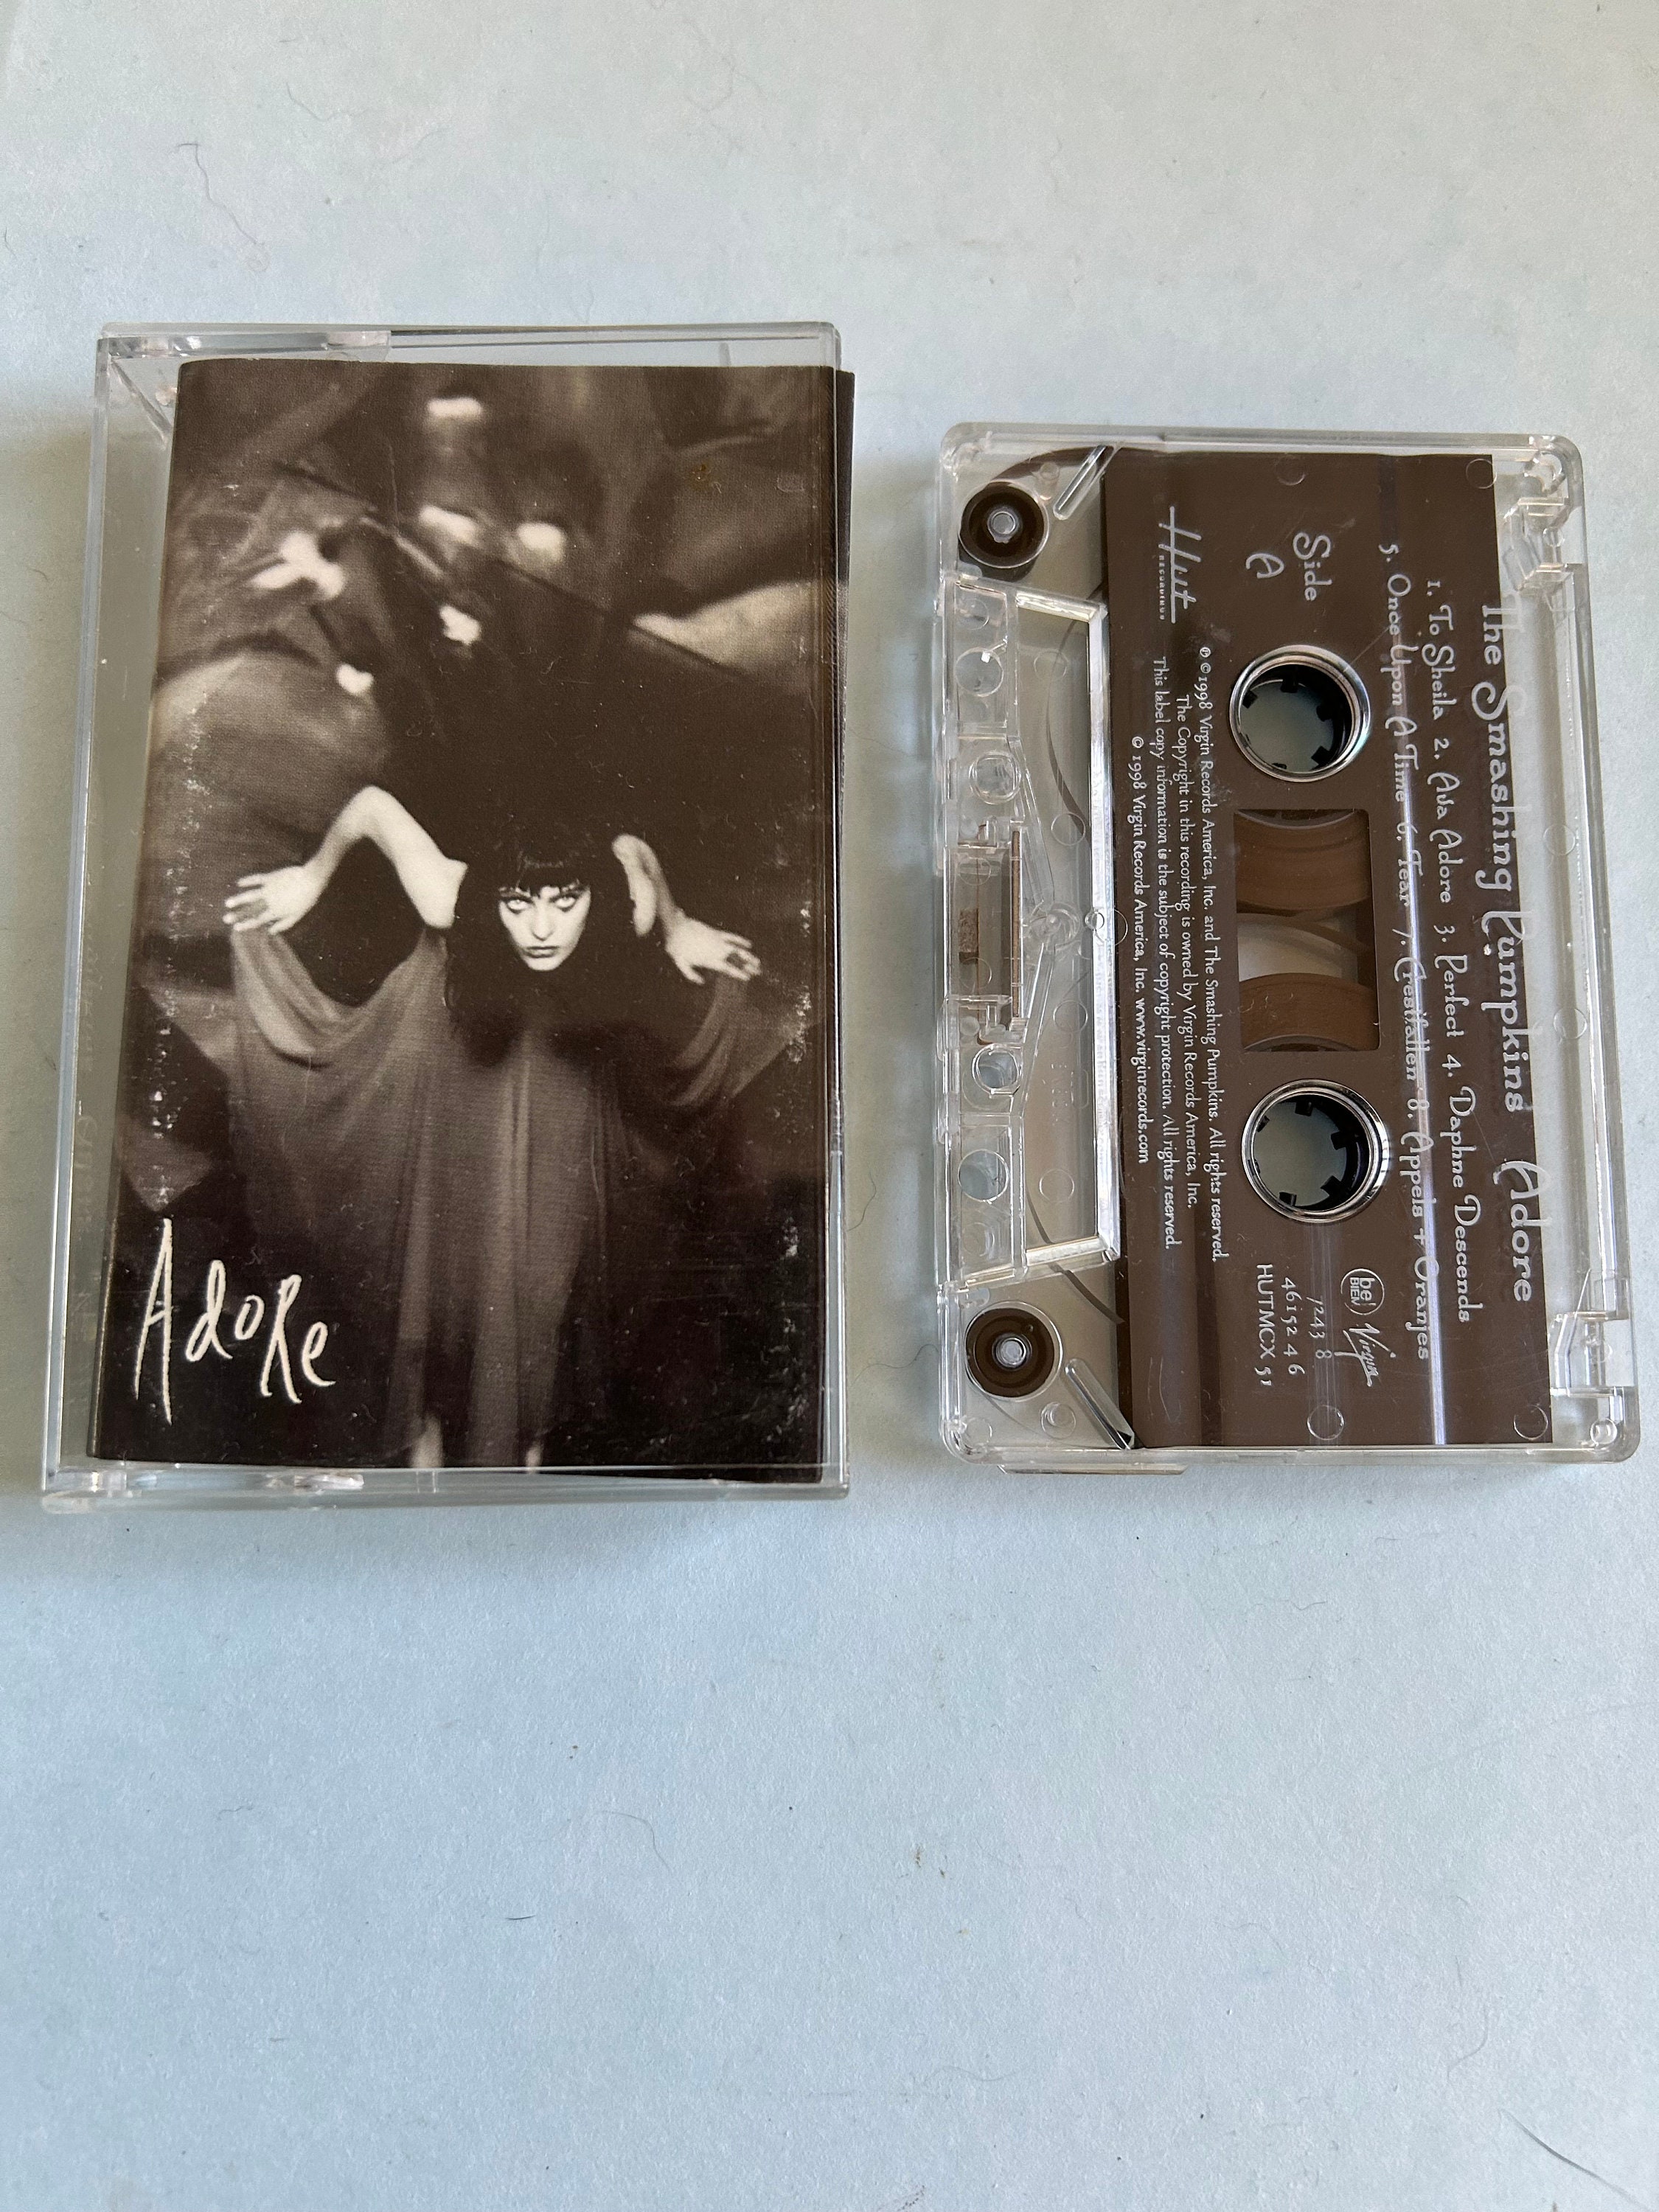 Adore
The Smashing Pumpkins Adore
1. To Sheila 2. Ava Adore 3. Perfect 4. Daphne Descends
5. Once Upon A Time 6. Tear 7. Crestfallen 8. Appels + Oranjes
Side
A
be!
BIEM
Virgin
7243 8
46192 4 6
HUTMCX 51
Hut
RECORDINGS
℗ © 1998 Virgin Records America, Inc. and The Smashing Pumpkins. All rights reserved.
The Copyright in this recording is owned by Virgin Records America, Inc.
This label copy information is the subject of copyright protection. All rights reserved.
© 1998 Virgin Records America, Inc. www.virginrecords.com